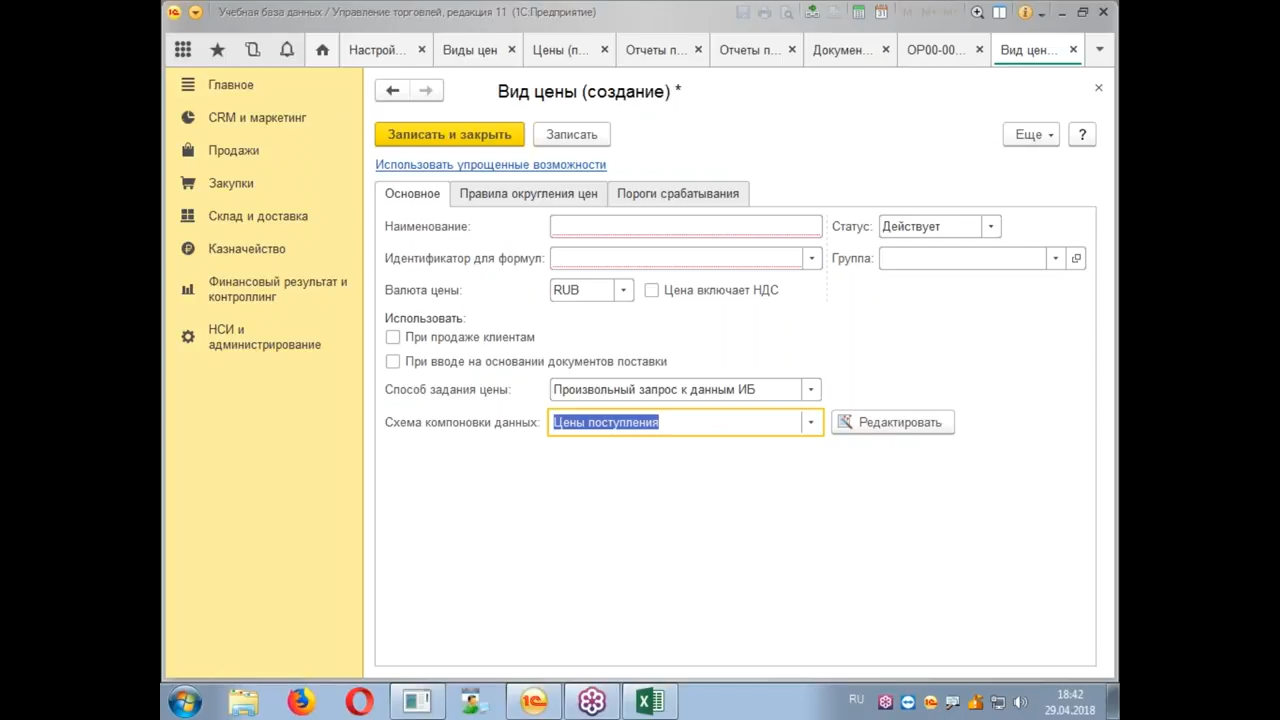 Учебная база данных / Управление торговлей, редакция 11 (1С:Предприятие)
Настрой... Виды цен Цены (п... Отчеты п... Отчеты п... Докумен... ОР00-00... Вид цен...
Главное
CRM и маркетинг
Продажи
Закупки
Склад и доставка
Казначейство
Финансовый результат и
контроллинг
НСИ и
администрирование
Вид цены (создание) *
Записать и закрыть Записать Еще ?
Использовать упрощенные возможности
Основное Правила округления цен Пороги срабатывания
Наименование: Статус: Действует
Идентификатор для формул: Группа:
Валюта цены: RUB Цена включает НДС
Использовать:
При продаже клиентам
При вводе на основании документов поставки
Способ задания цены: Произвольный запрос к данным ИБ
Схема компоновки данных: Цены поступления Редактировать
RU 18:42
29.04.2018